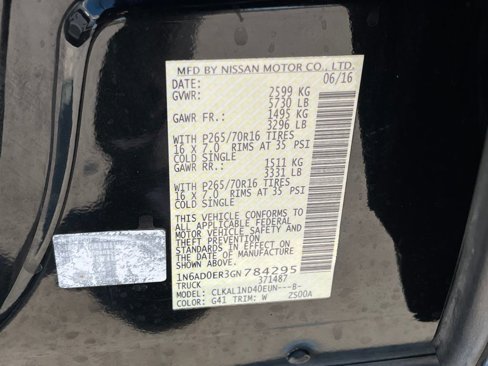 MFD BY NISSAN MOTOR CO., LTD.
DATE: 06/16
GVWR: 2599 KG
5730 LB
GAWR FR.: 1495 KG
3296 LB
WITH P265/70R16 TIRES
16 X 7.0 RIMS AT 35 PSI
COLD SINGLE
GAWR RR.: 1511 KG
3331 LB
WITH P265/70R16 TIRES
16 X 7.0 RIMS AT 35 PSI
COLD SINGLE
THIS VEHICLE CONFORMS TO
ALL APPLICABLE FEDERAL
MOTOR VEHICLE SAFETY AND
THEFT PREVENTION
STANDARDS IN EFFECT ON
THE DATE OF MANUFACTURE
SHOWN ABOVE.
1N6AD0ER3GN784295
TRUCK 371487
MODEL: CLKAL1ND40EUN---B-
COLOR: G41 TRIM: W ZS00A